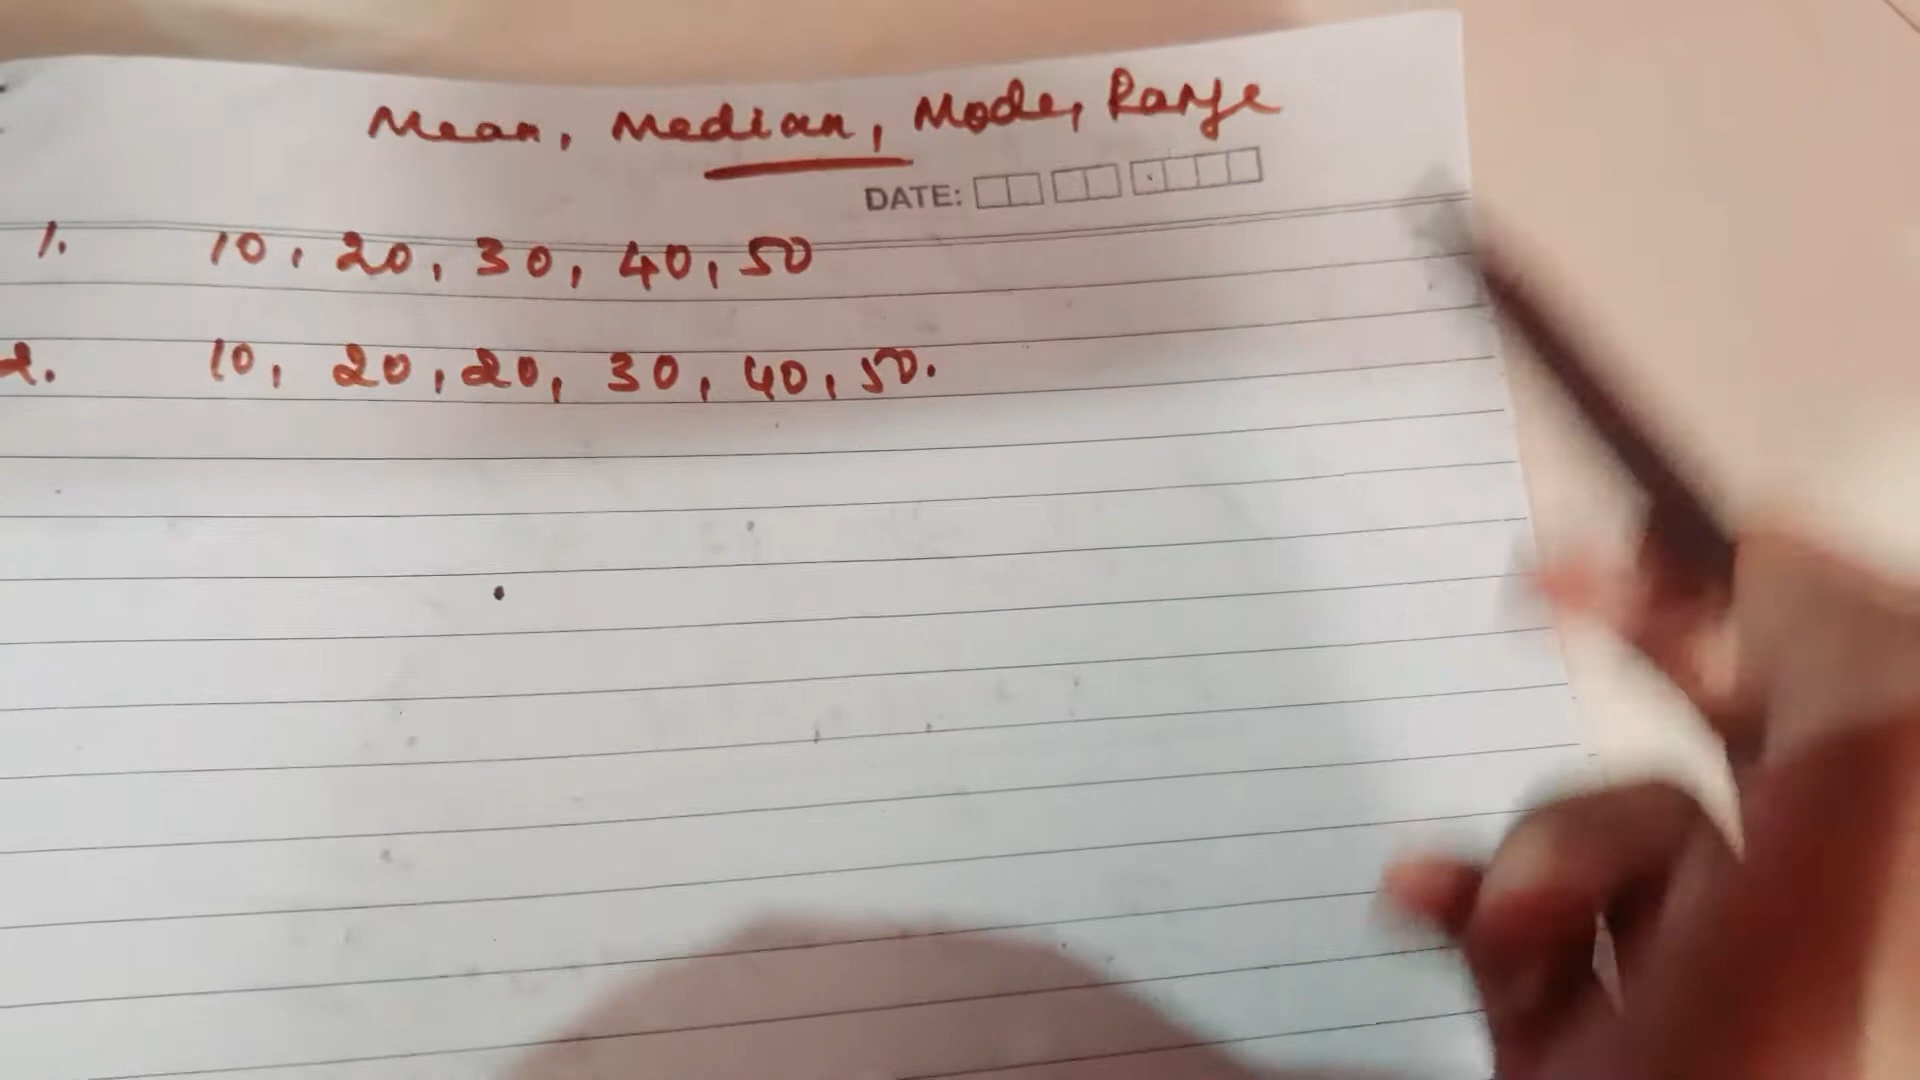 Mean, Median, Mode, Range
DATE:
1. 10, 20, 30, 40, 50
2. 10, 20, 20, 30, 40, 50.